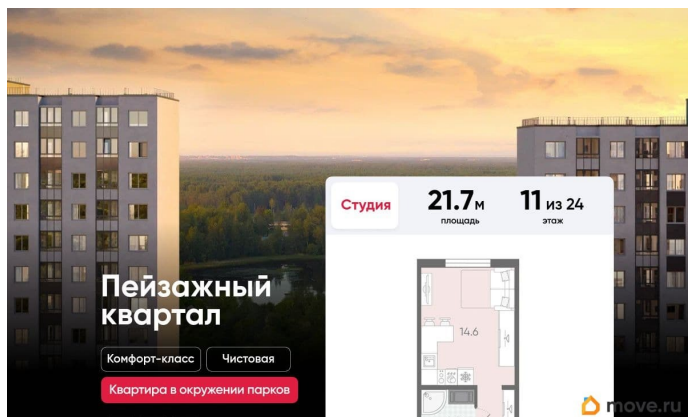 Студия
21.7 м
площадь
11 из 24
этаж
Пейзажный
квартал
Комфорт-класс
Чистовая
Квартира в окружении парков
14.6
move.ru